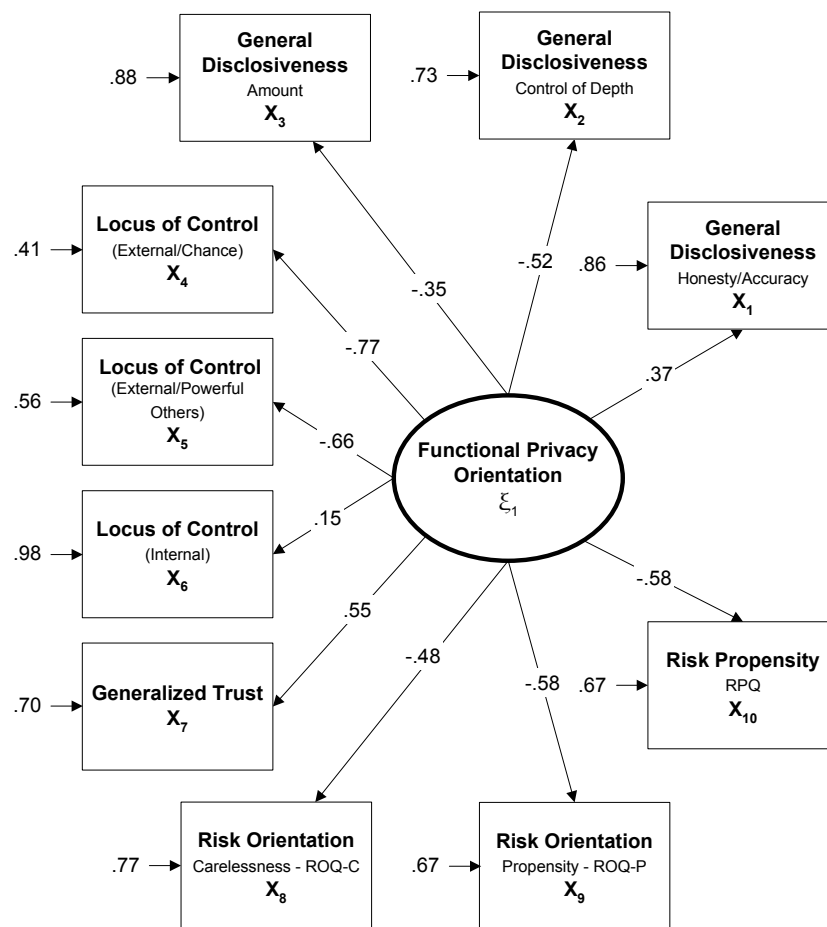 General
Disclosiveness
Amount
X3
.88
General
Disclosiveness
Control of Depth
X2
.73
Locus of Control
(External/Chance)
X4
.41
General
Disclosiveness
Honesty/Accuracy
X1
.86
-.52
-.35
-.77
.37
Locus of Control
(External/Powerful
Others)
X5
.56
-.66
Functional Privacy
Orientation
ξ1
Locus of Control
(Internal)
X6
.98
.15
.55
-.58
-.48
-.58
Generalized Trust
X7
.70
Risk Propensity
RPQ
X10
.67
Risk Orientation
Carelessness - ROQ-C
X8
.77
Risk Orientation
Propensity - ROQ-P
X9
.67